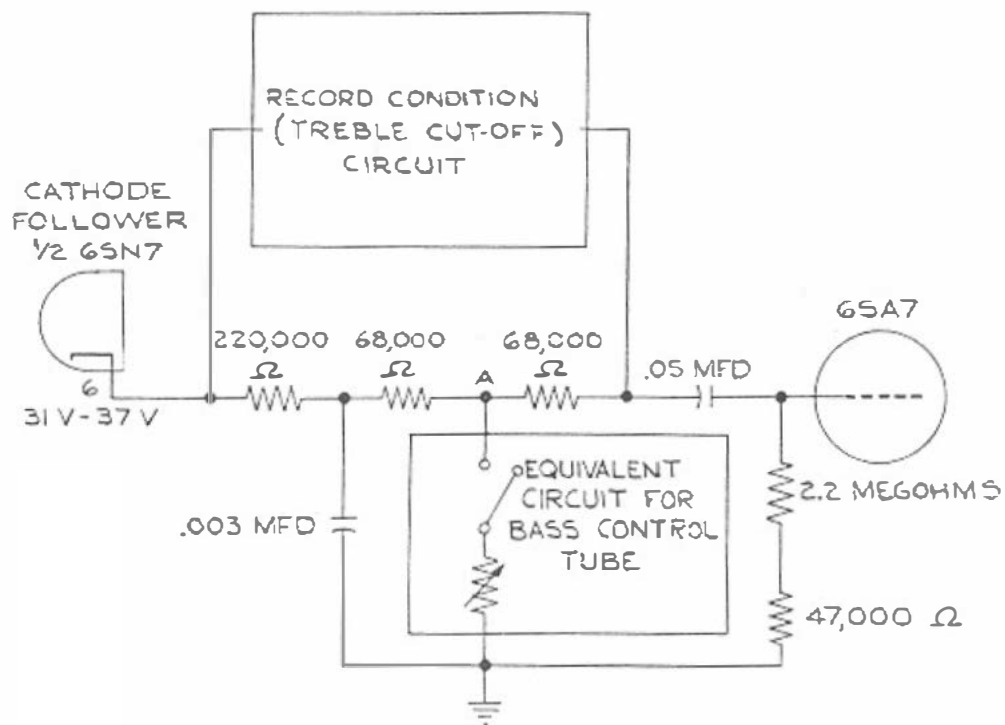 RECORD CONDITION
(TREBLE CUT-OFF)
CIRCUIT
CATHODE
FOLLOWER
1/2 6SN7
6
31 V - 37 V
220,000
Ω
68,000
Ω
A
68,000
Ω
.05 MFD
6SA7
.003 MFD
EQUIVALENT
CIRCUIT FOR
BASS CONTROL
TUBE
2.2 MEGOHMS
47,000 Ω